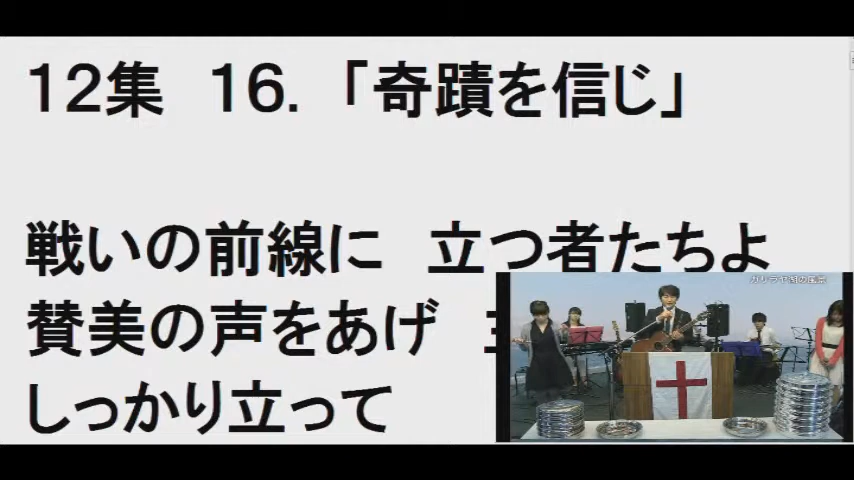 12集 16.「奇蹟を信じ」
戦いの前線に 立つ者たちよ
賛美の声をあげ
しっかり立って